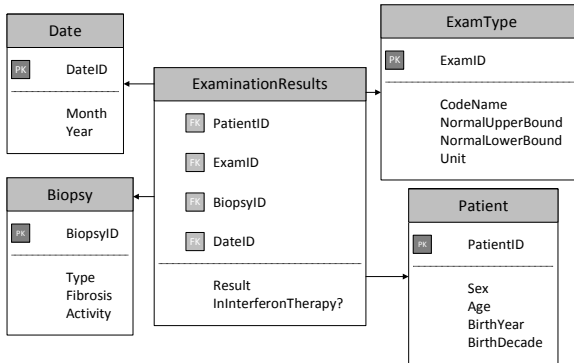 Date
PK DateID
Month
Year
ExaminationResults
FK PatientID
FK ExamID
FK BiopsyID
FK DateID
Result
InInterferonTherapy?
ExamType
PK ExamID
CodeName
NormalUpperBound
NormalLowerBound
Unit
Biopsy
PK BiopsyID
Type
Fibrosis
Activity
Patient
PK PatientID
Sex
Age
BirthYear
BirthDecade